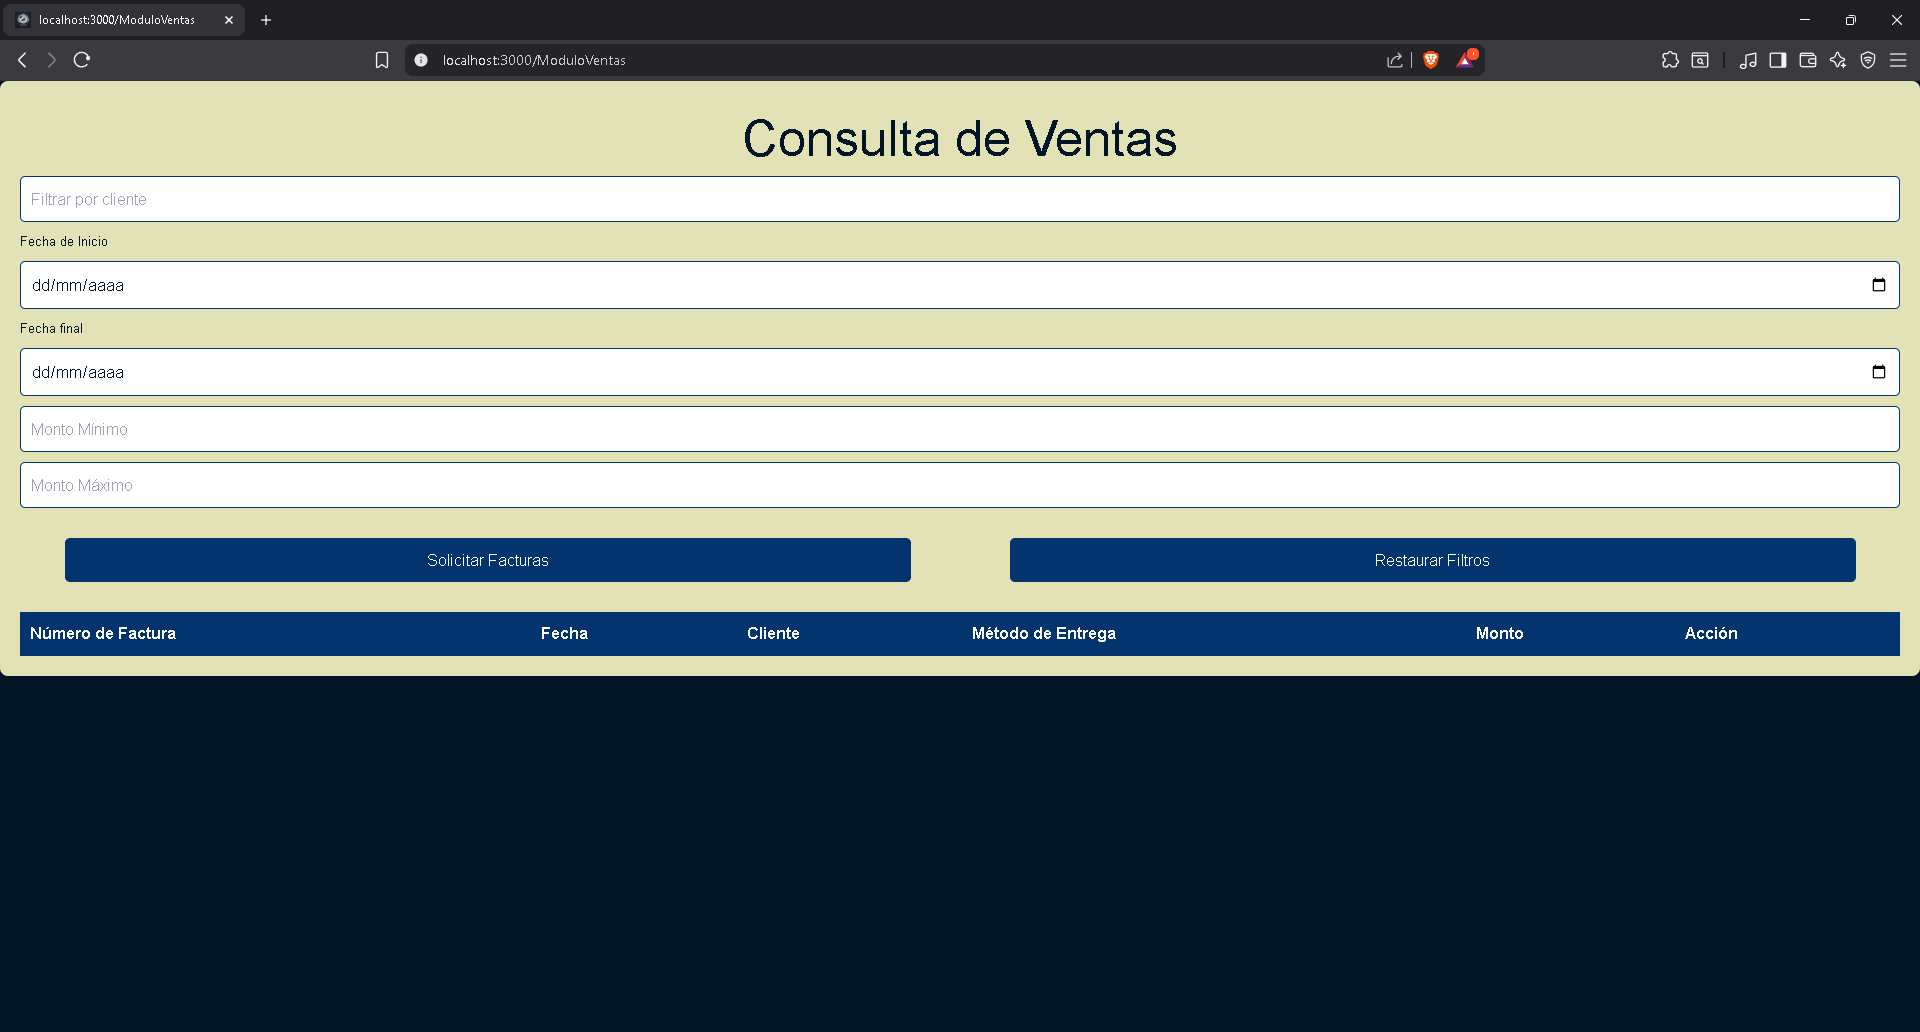 localhost:3000/ModuloVentas
localhost:3000/ModuloVentas
Consulta de Ventas
Filtrar por cliente
Fecha de Inicio
dd/mm/aaaa
Fecha final
dd/mm/aaaa
Monto Mínimo
Monto Máximo
Solicitar Facturas Restaurar Filtros
Número de Factura Fecha Cliente Método de Entrega Monto Acción